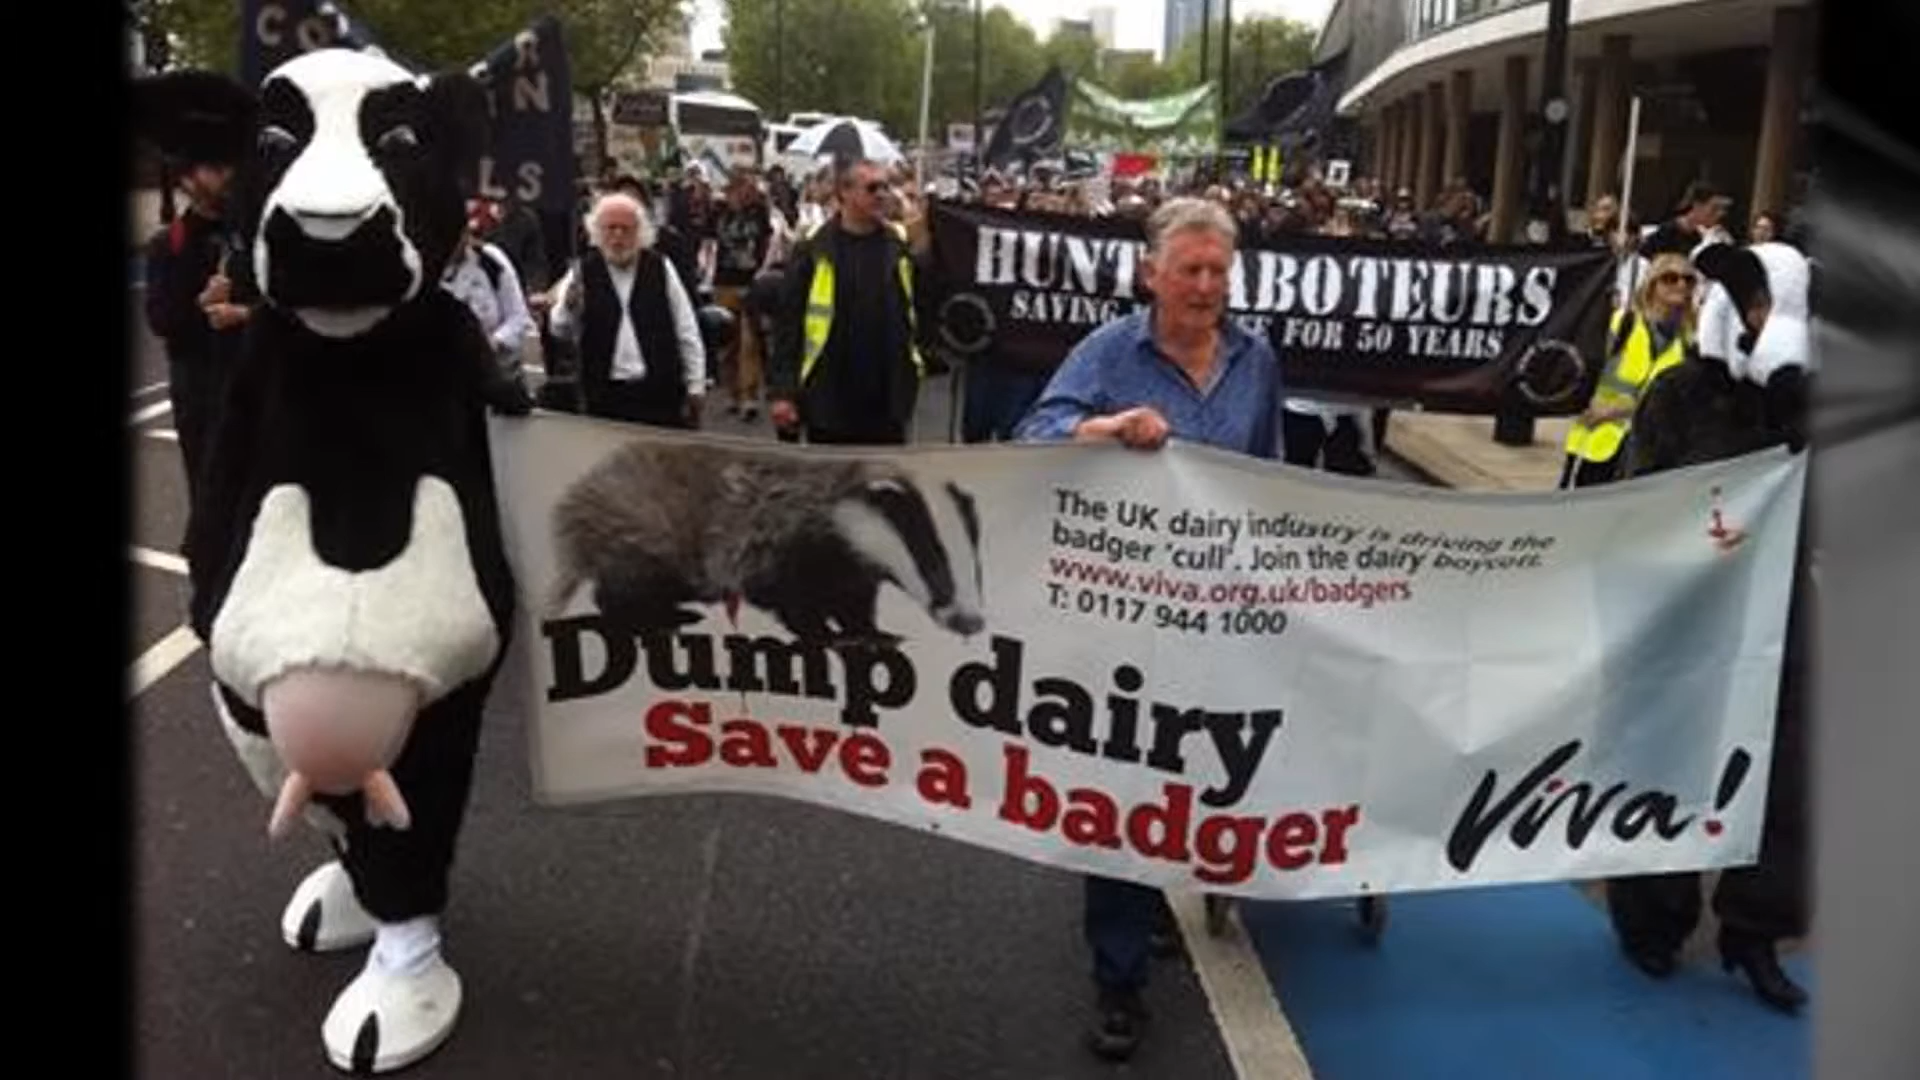 HUNT ABOTEURS
SAVING FOR 50 YEARS
The UK dairy industry is driving the
badger 'cull'. Join the dairy boycott.
www.viva.org.uk/badgers
T: 0117 944 1000
Dump dairy
Save a badger
Viva!